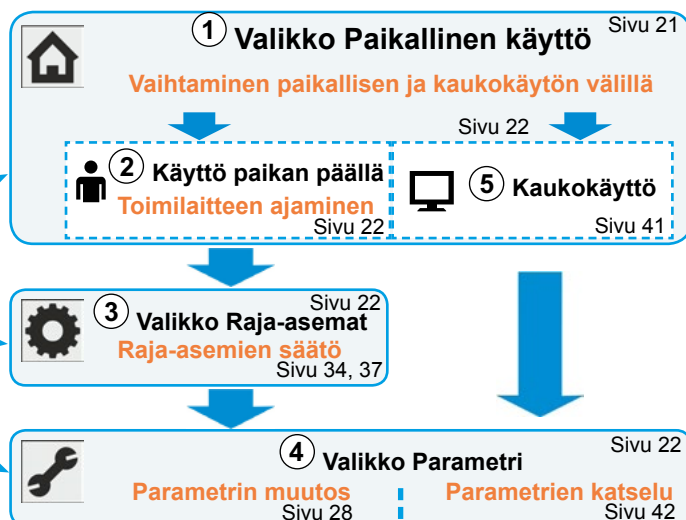 1 Valikko Paikallinen käyttö Sivu 21
Vaihtaminen paikallisen ja kaukokäytön välillä
Sivu 22
2 Käyttö paikan päällä
Toimilaitteen ajaminen
Sivu 22
5 Kaukokäyttö
Sivu 41
Sivu 22
3 Valikko Raja-asemat
Raja-asemien säätö
Sivu 34, 37
4 Valikko Parametri Sivu 22
Parametrin muutos Parametrien katselu
Sivu 28 Sivu 42